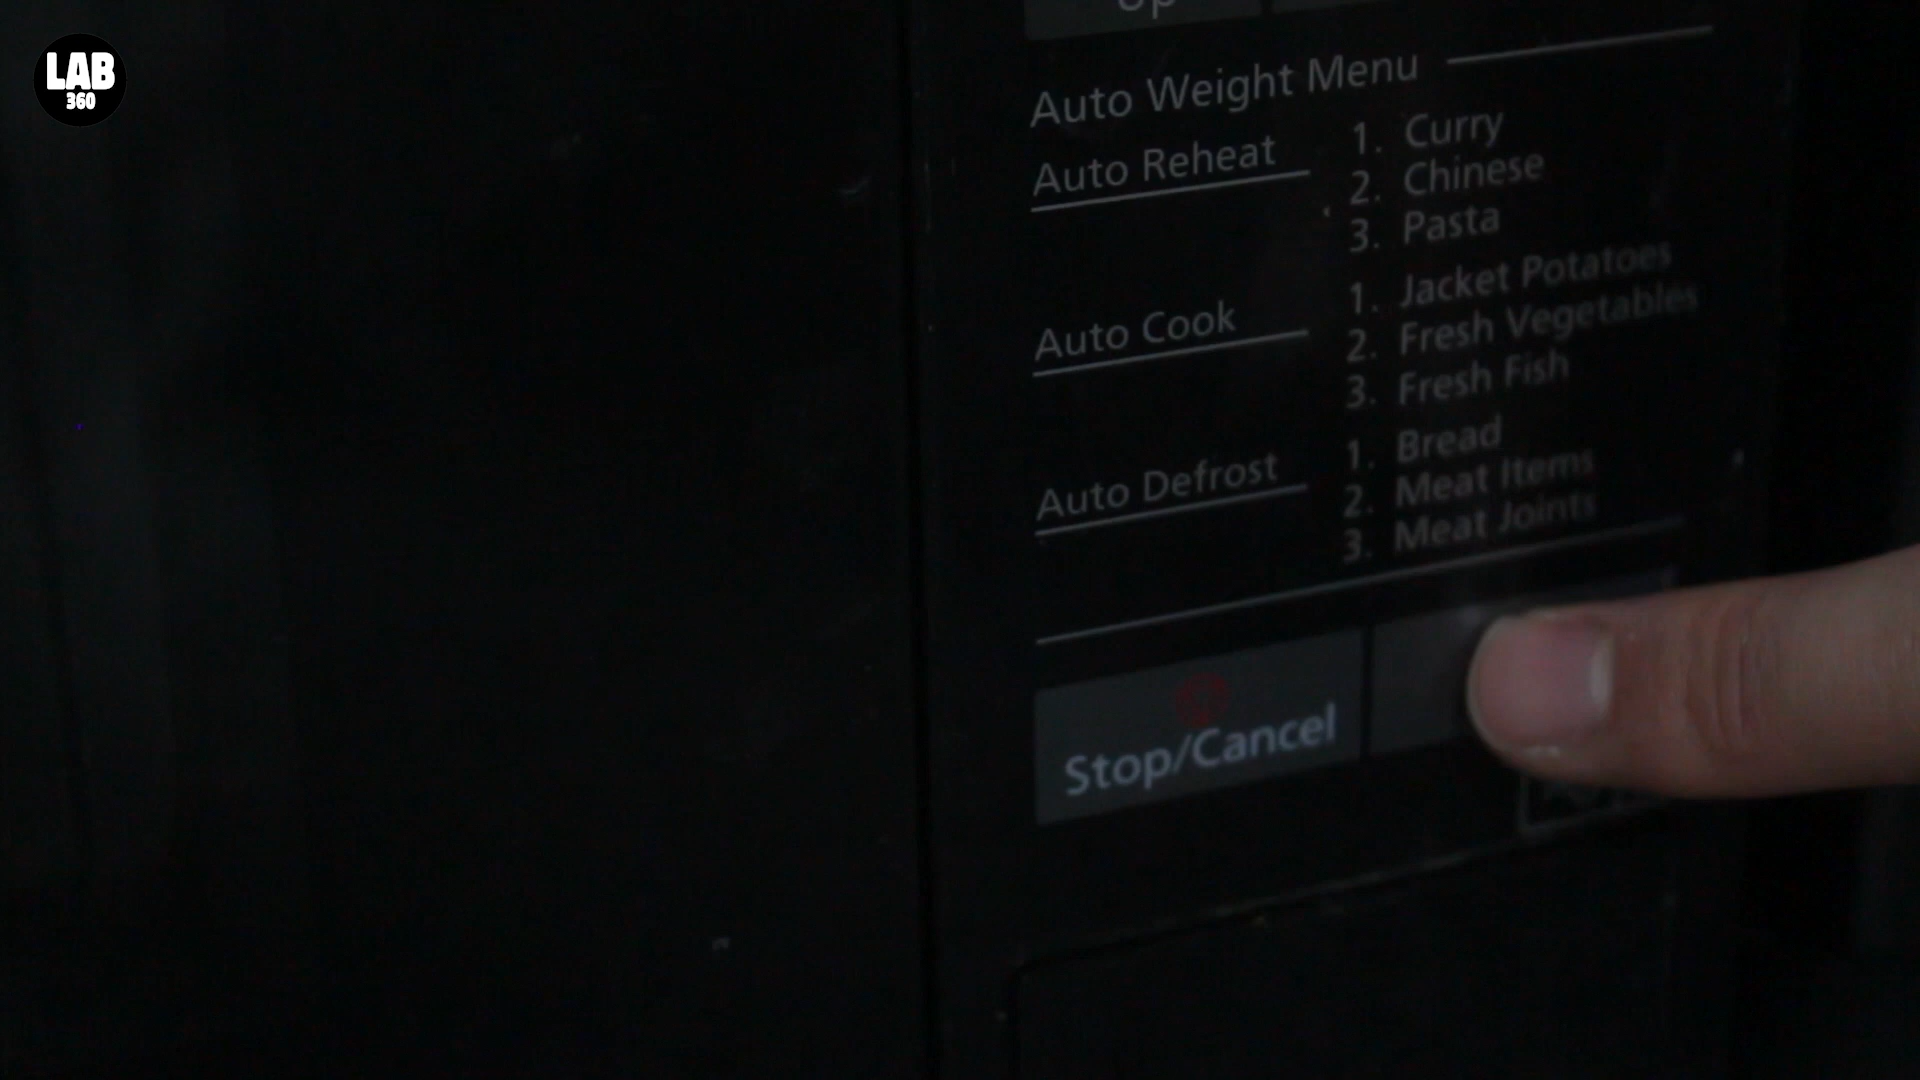 LAB
360
Up
Auto Weight Menu
Auto Reheat
1. Curry
2. Chinese
3. Pasta
Auto Cook
1. Jacket Potatoes
2. Fresh Vegetables
3. Fresh Fish
Auto Defrost
1. Bread
2. Meat Items
3. Meat Joints
Stop/Cancel